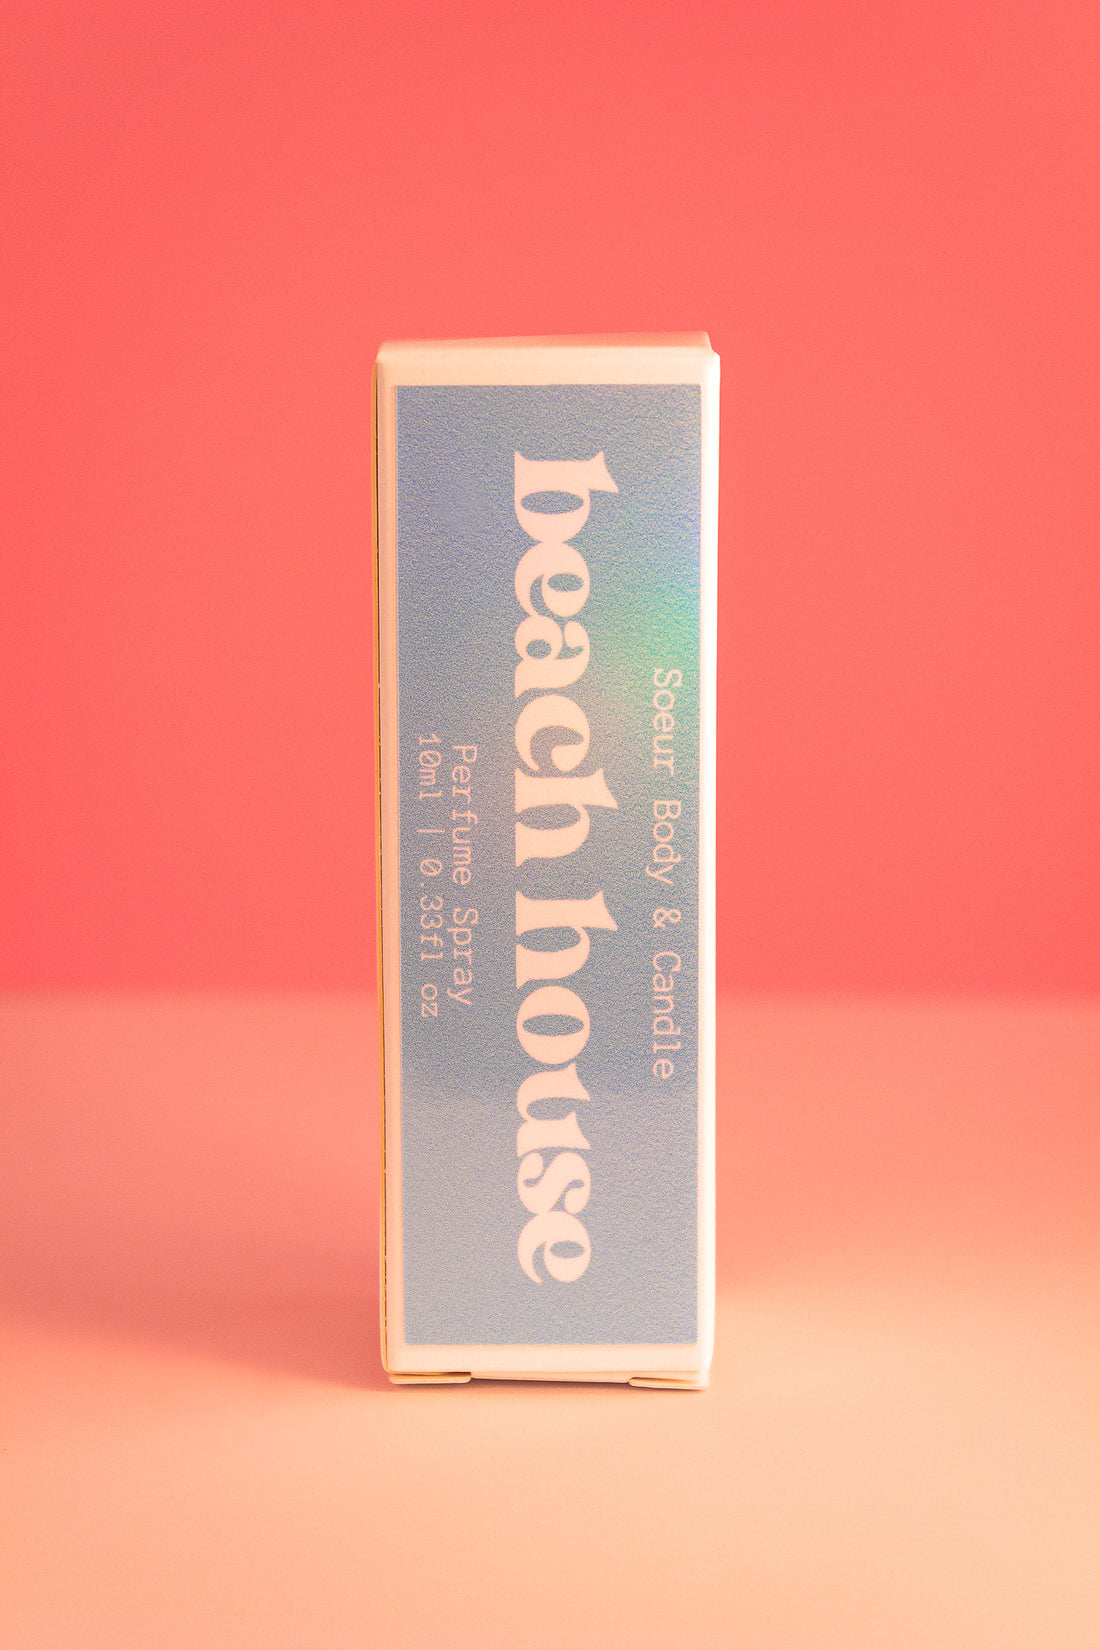 Soeur Body & Candle
beach house
Perfume Spray
10ml | 0.33fl oz